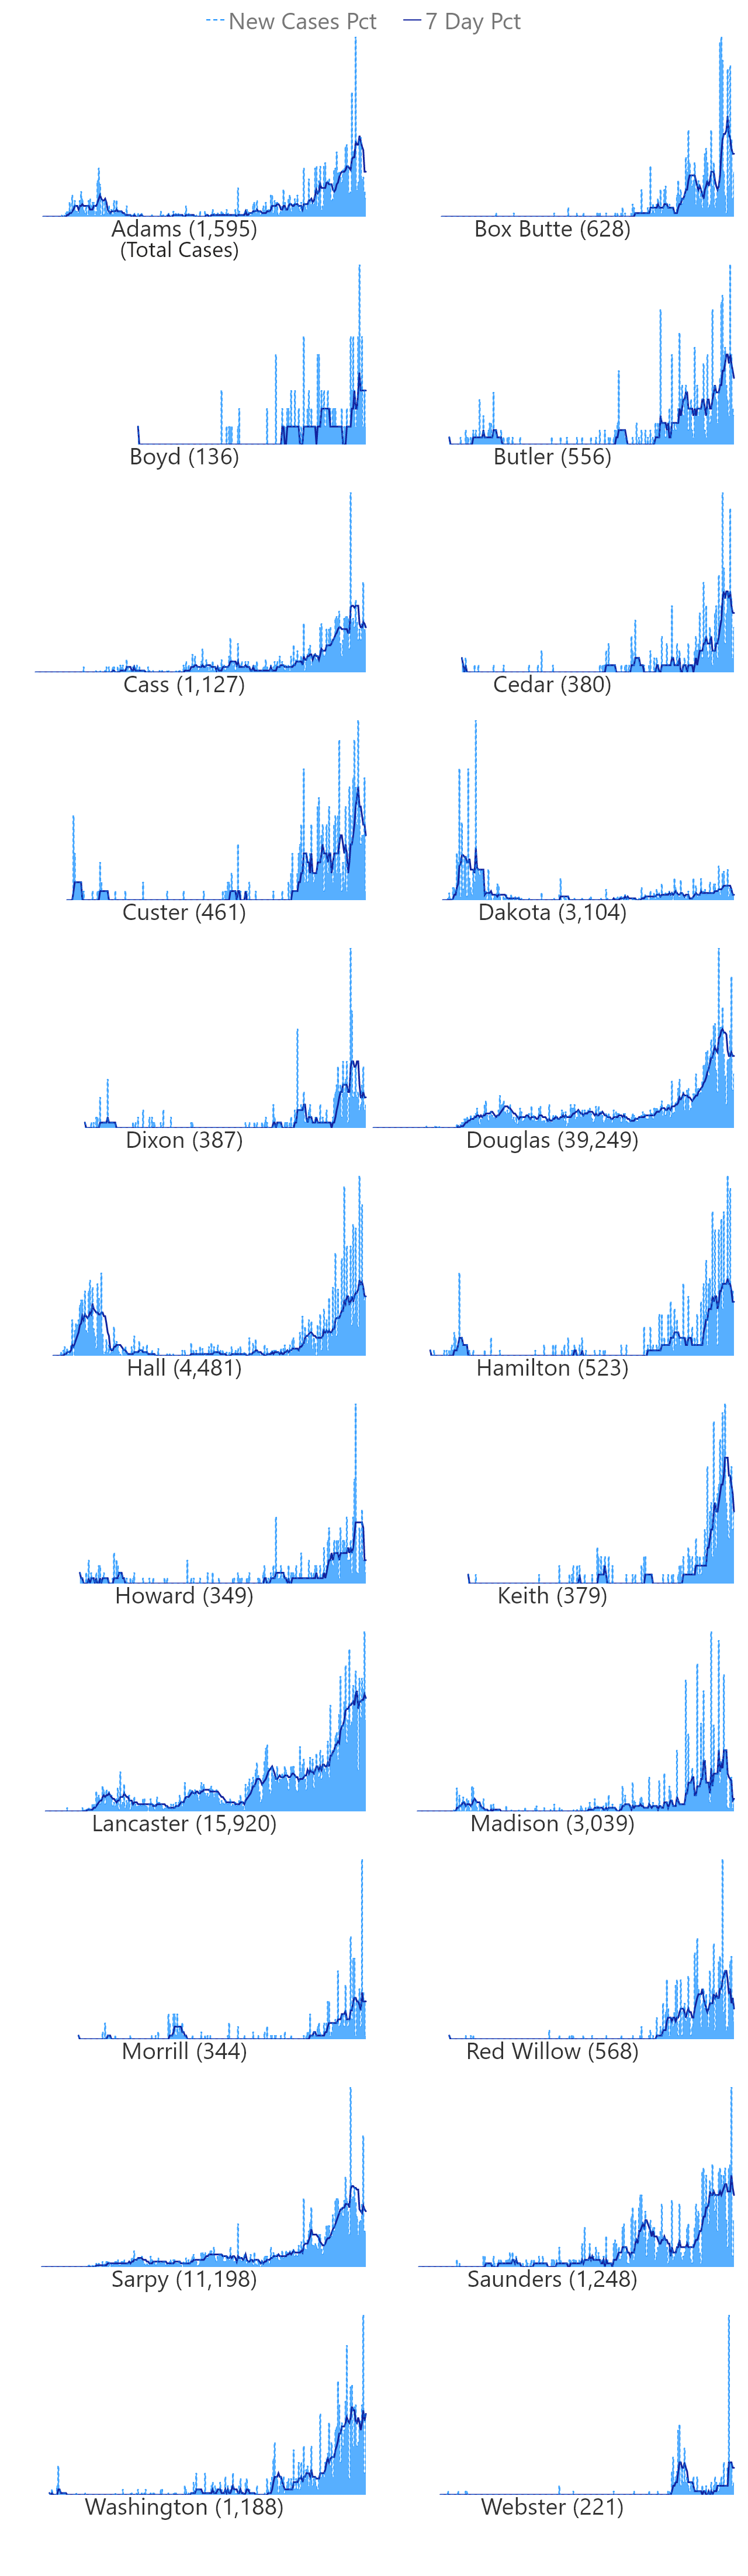 New Cases Pct 7 Day Pct
Adams (1,595) Box Butte (628)
(Total Cases)
Boyd (136) Butler (556)
Cass (1,127) Cedar (380)
Custer (461) Dakota (3,104)
Dixon (387) Douglas (39,249)
Hall (4,481) Hamilton (523)
Howard (349) Keith (379)
Lancaster (15,920) Madison (3,039)
Morrill (344) Red Willow (568)
Sarpy (11,198) Saunders (1,248)
Washington (1,188) Webster (221)